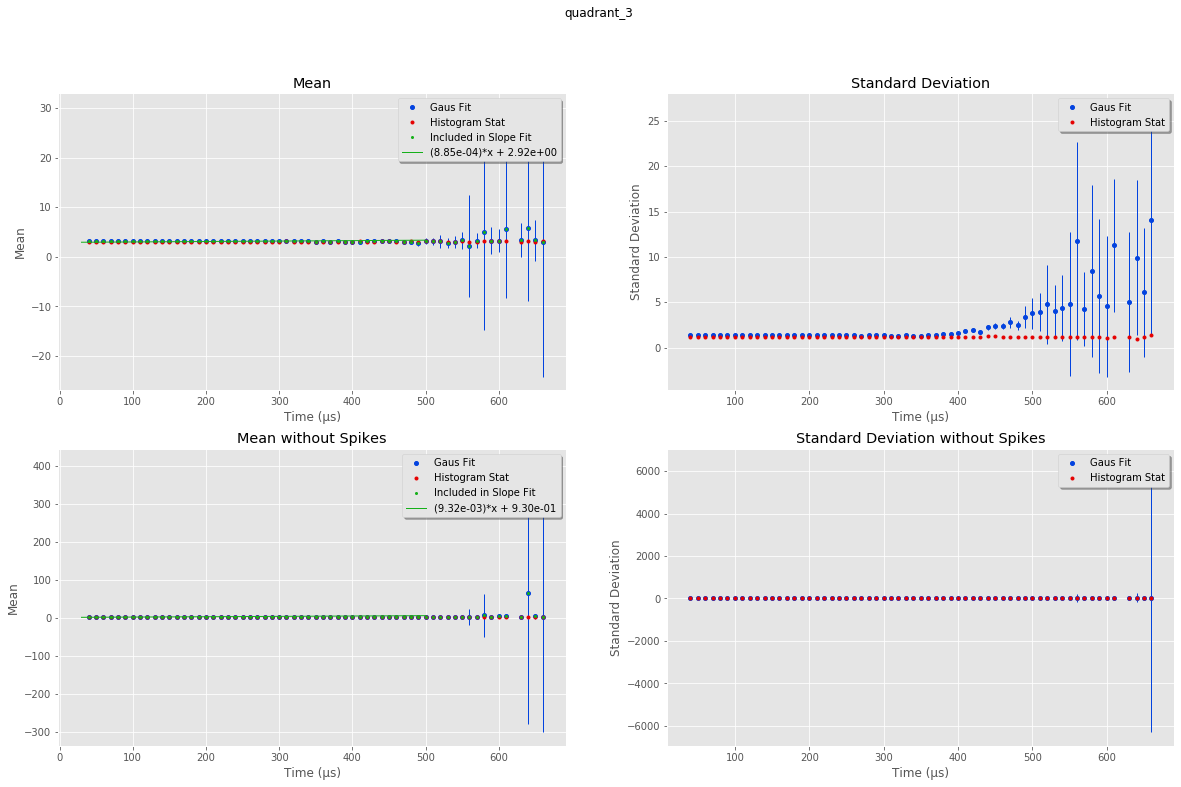 quadrant_3
Mean
Gaus Fit
Histogram Stat
Included in Slope Fit
(8.85e-04)*x + 2.92e+00
30
20
10
0
−10
−20
Mean
0 100 200 300 400 500 600
Time (µs)
Standard Deviation
Gaus Fit
Histogram Stat
25
20
15
10
5
0
Standard Deviation
100 200 300 400 500 600
Time (µs)
Mean without Spikes
Gaus Fit
Histogram Stat
Included in Slope Fit
(9.32e-03)*x + 9.30e-01
400
300
200
100
0
−100
−200
−300
Mean
0 100 200 300 400 500 600
Time (µs)
Standard Deviation without Spikes
Gaus Fit
Histogram Stat
6000
4000
2000
0
−2000
−4000
−6000
Standard Deviation
100 200 300 400 500 600
Time (µs)